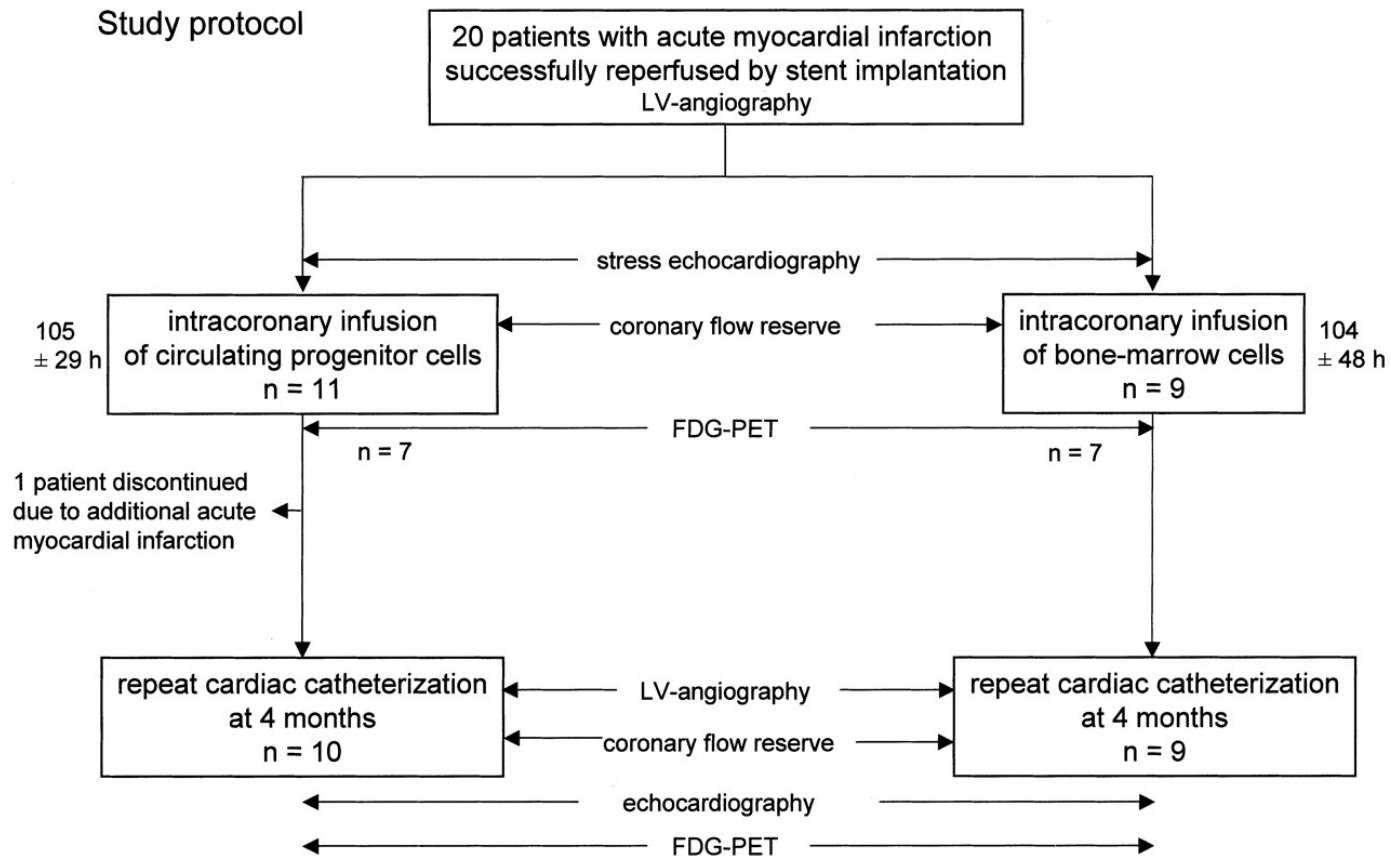 Study protocol
20 patients with acute myocardial infarction
successfully reperfused by stent implantation
LV-angiography
stress echocardiography
105
± 29 h
intracoronary infusion
of circulating progenitor cells
n = 11
coronary flow reserve
intracoronary infusion
of bone-marrow cells
n = 9
104
± 48 h
FDG-PET
n = 7
n = 7
1 patient discontinued
due to additional acute
myocardial infarction
repeat cardiac catheterization
at 4 months
n = 10
LV-angiography
coronary flow reserve
repeat cardiac catheterization
at 4 months
n = 9
echocardiography
FDG-PET